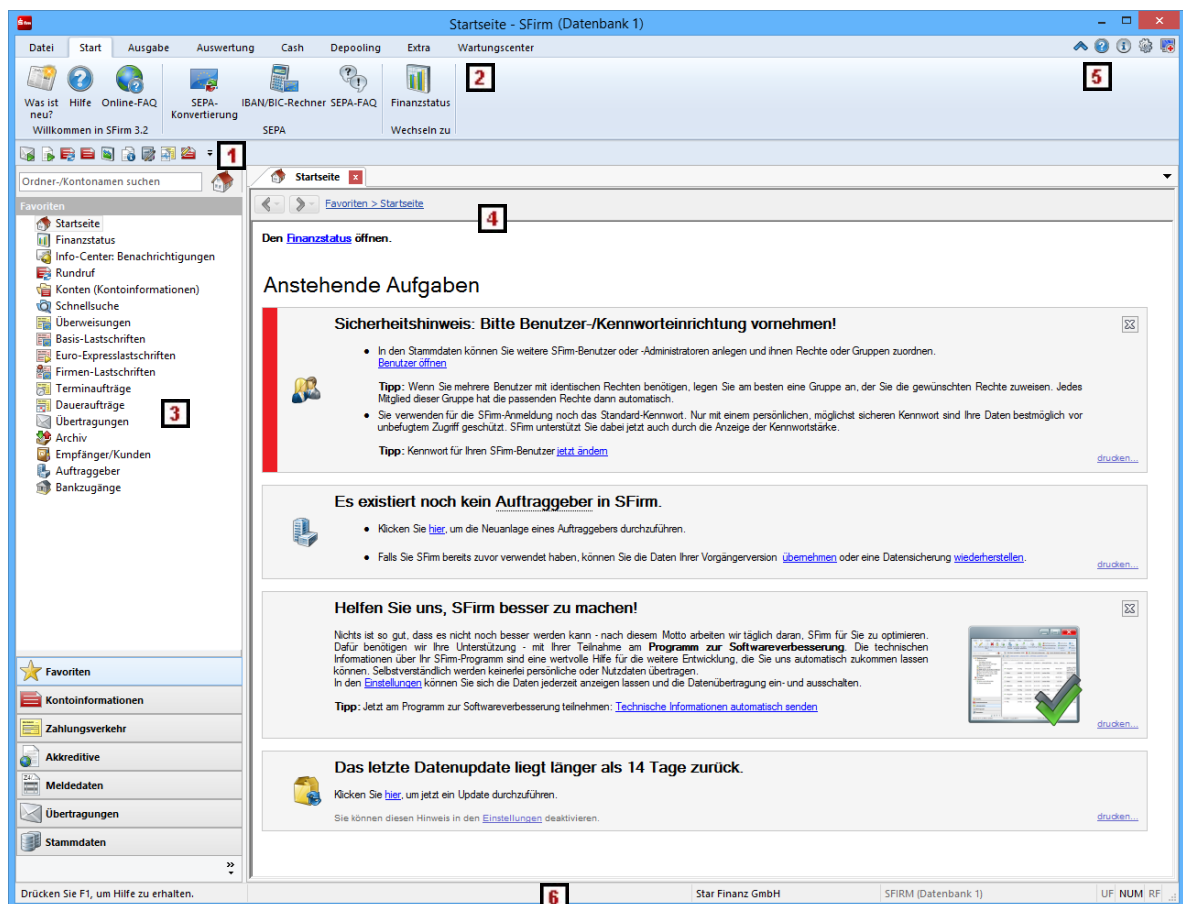 Startseite - SFirm (Datenbank 1)
Datei Start Ausgabe Auswertung Cash Depooling Extra Wartungscenter
5
2
Was ist neu? Hilfe Online-FAQ SEPA-Konvertierung IBAN/BIC-Rechner SEPA-FAQ Finanzstatus
Willkommen in SFirm 3.2 SEPA Wechseln zu
1
Ordner-/Kontonamen suchen
Startseite
Favoriten
Startseite
Finanzstatus
Info-Center: Benachrichtigungen
Rundruf
Konten (Kontoinformationen)
Schnellsuche
Überweisungen
Basis-Lastschriften
Euro-Expresslastschriften
Firmen-Lastschriften
Terminaufträge
Daueraufträge
3
Übertragungen
Archiv
Empfänger/Kunden
Auftraggeber
Bankzugänge
Favoriten
Kontoinformationen
Zahlungsverkehr
Akkreditive
Meldedaten
Übertragungen
Stammdaten
Favoriten > Startseite
4
Den Finanzstatus öffnen.
Anstehende Aufgaben
Sicherheitshinweis: Bitte Benutzer-/Kennworteinrichtung vornehmen!
• In den Stammdaten können Sie weitere SFirm-Benutzer oder -Administratoren anlegen und ihnen Rechte oder Gruppen zuordnen.
Benutzer öffnen
Tipp: Wenn Sie mehrere Benutzer mit identischen Rechten benötigen, legen Sie am besten eine Gruppe an, der Sie die gewünschten Rechte zuweisen. Jedes
Mitglied dieser Gruppe hat die passenden Rechte dann automatisch.
• Sie verwenden für die SFirm-Anmeldung noch das Standard-Kennwort. Nur mit einem persönlichen, möglichst sicheren Kennwort sind Ihre Daten bestmöglich vor
unbefugtem Zugriff geschützt. SFirm unterstützt Sie dabei jetzt auch durch die Anzeige der Kennwortstärke.
Tipp: Kennwort für Ihren SFirm-Benutzer jetzt ändern
drucken...
Es existiert noch kein Auftraggeber in SFirm.
• Klicken Sie hier, um die Neuanlage eines Auftraggebers durchzuführen.
• Falls Sie SFirm bereits zuvor verwendet haben, können Sie die Daten Ihrer Vorgängerversion übernehmen oder eine Datensicherung wiederherstellen.
drucken...
Helfen Sie uns, SFirm besser zu machen!
Nichts ist so gut, dass es nicht noch besser werden kann - nach diesem Motto arbeiten wir täglich daran, SFirm für Sie zu optimieren.
Dafür benötigen wir Ihre Unterstützung - mit Ihrer Teilnahme am Programm zur Softwareverbesserung. Die technischen
Informationen über Ihr SFirm-Programm sind eine wertvolle Hilfe für die weitere Entwicklung, die Sie uns automatisch zukommen lassen
können. Selbstverständlich werden keinerlei persönliche oder Nutzdaten übertragen.
In den Einstellungen können Sie sich die Daten jederzeit anzeigen lassen und die Datenübertragung ein- und ausschalten.
Tipp: Jetzt am Programm zur Softwareverbesserung teilnehmen: Technische Informationen automatisch senden
drucken...
Das letzte Datenupdate liegt länger als 14 Tage zurück.
Klicken Sie hier, um jetzt ein Update durchzuführen.
Sie können diesen Hinweis in den Einstellungen deaktivieren.
drucken...
Drücken Sie F1, um Hilfe zu erhalten.
6
Star Finanz GmbH
SFIRM (Datenbank 1)
UF NUM RF